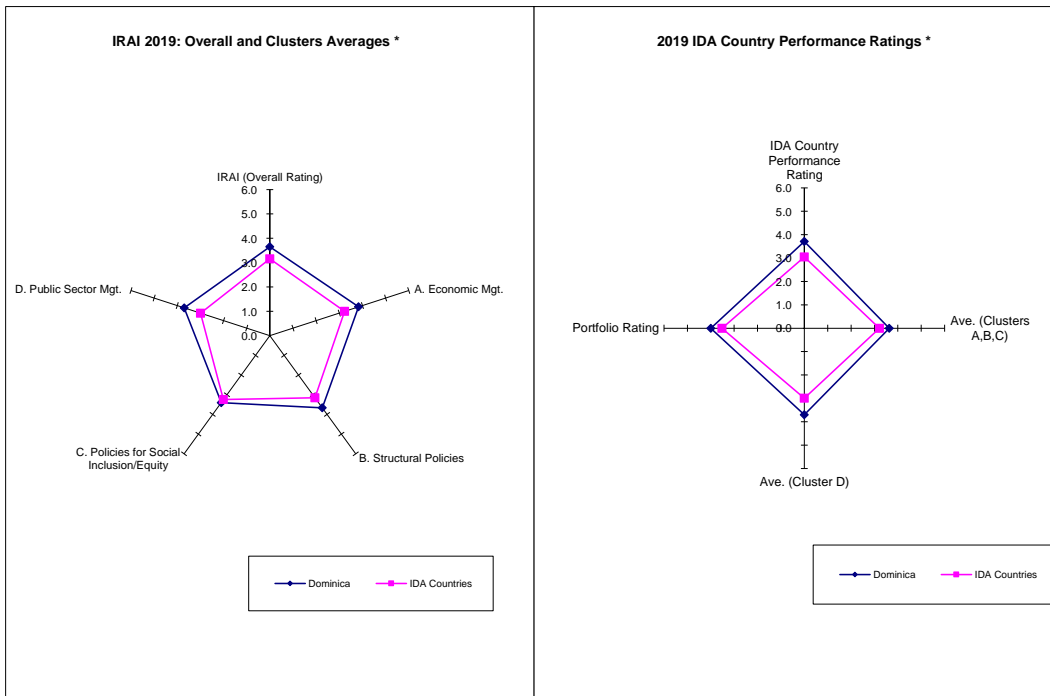 IRAI 2019: Overall and Clusters Averages *
IRAI (Overall Rating)
6.0
5.0
4.0
3.0
2.0
1.0
0.0
A. Economic Mgt.
B. Structural Policies
C. Policies for Social
Inclusion/Equity
D. Public Sector Mgt.
Dominica
IDA Countries
2019 IDA Country Performance Ratings *
IDA Country
Performance
Rating
6.0
5.0
4.0
3.0
2.0
1.0
0.0
Ave. (Clusters
A,B,C)
Ave. (Cluster D)
Portfolio Rating
Dominica
IDA Countries